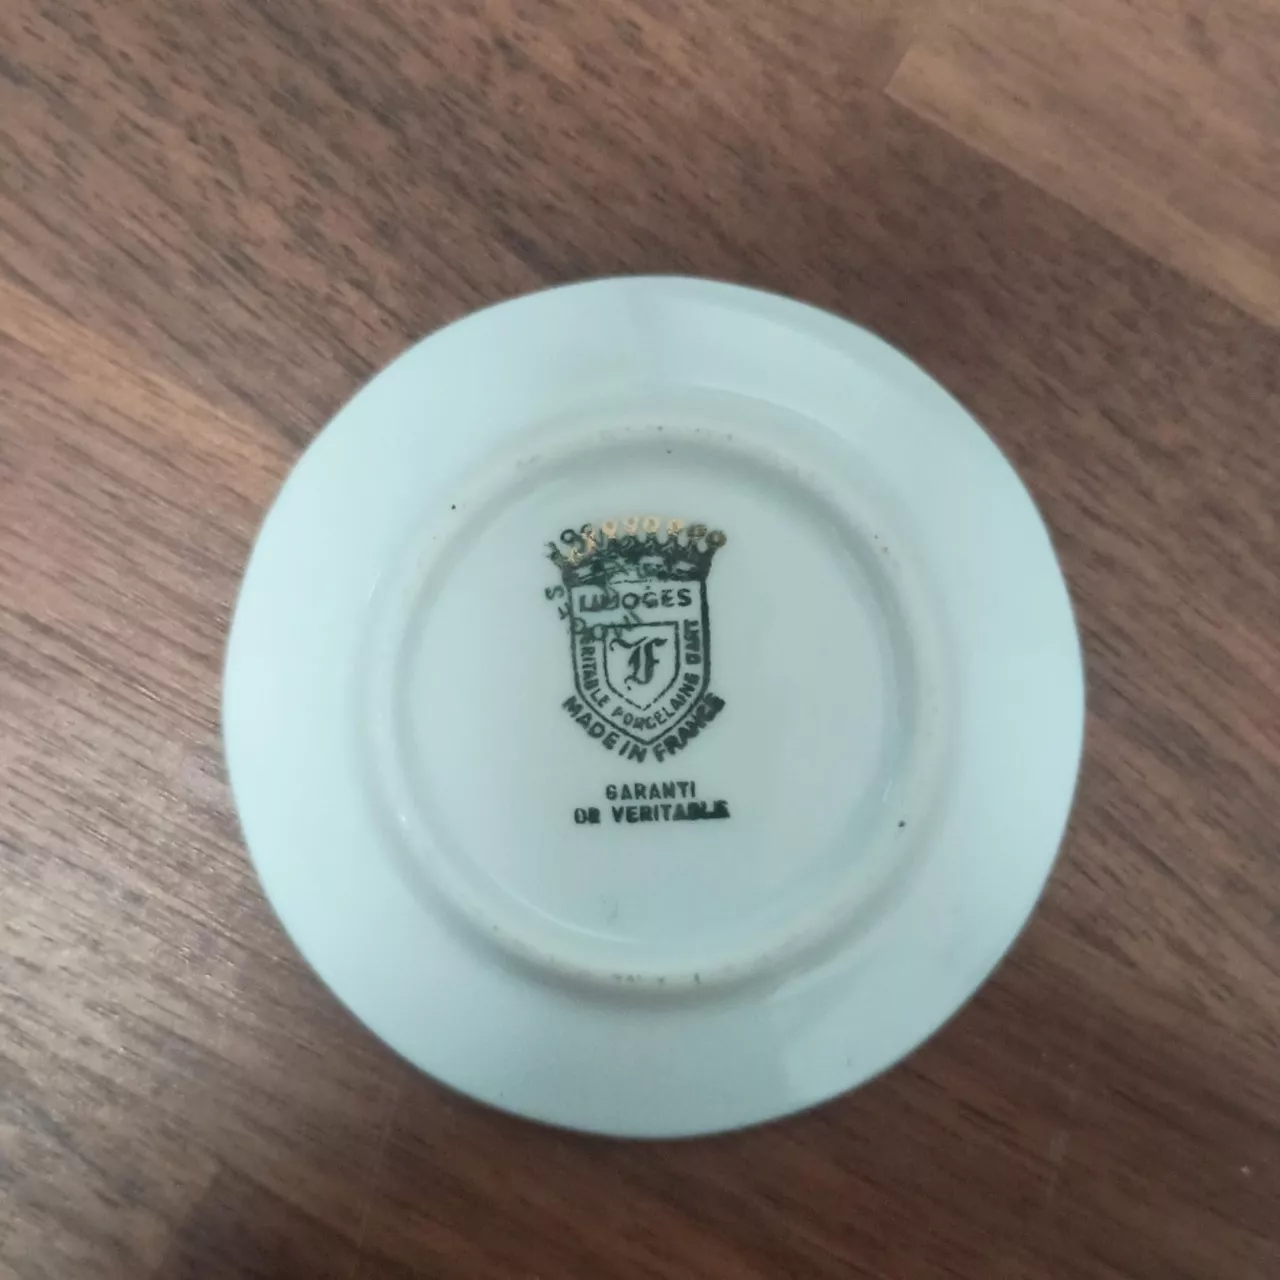 LIMOGES
F
VERITABLE PORCELAINE D'ART
MADE IN FRANCE
GARANTI
OR VERITABLE